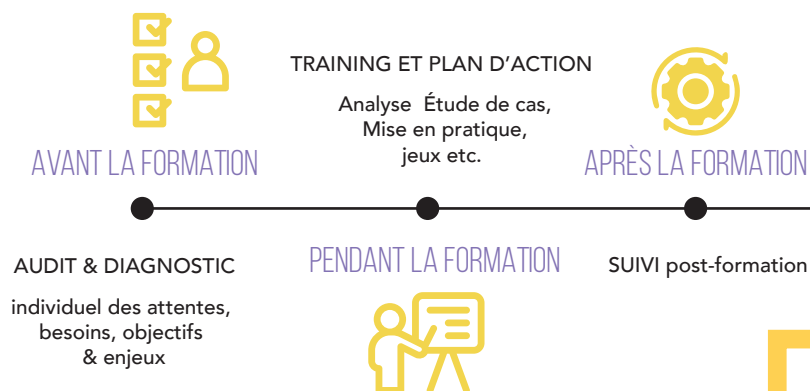 AVANT LA FORMATION
AUDIT & DIAGNOSTIC
individuel des attentes,
besoins, objectifs
& enjeux
TRAINING ET PLAN D’ACTION
Analyse Étude de cas,
Mise en pratique,
jeux etc.
PENDANT LA FORMATION
APRÈS LA FORMATION
SUIVI post-formation